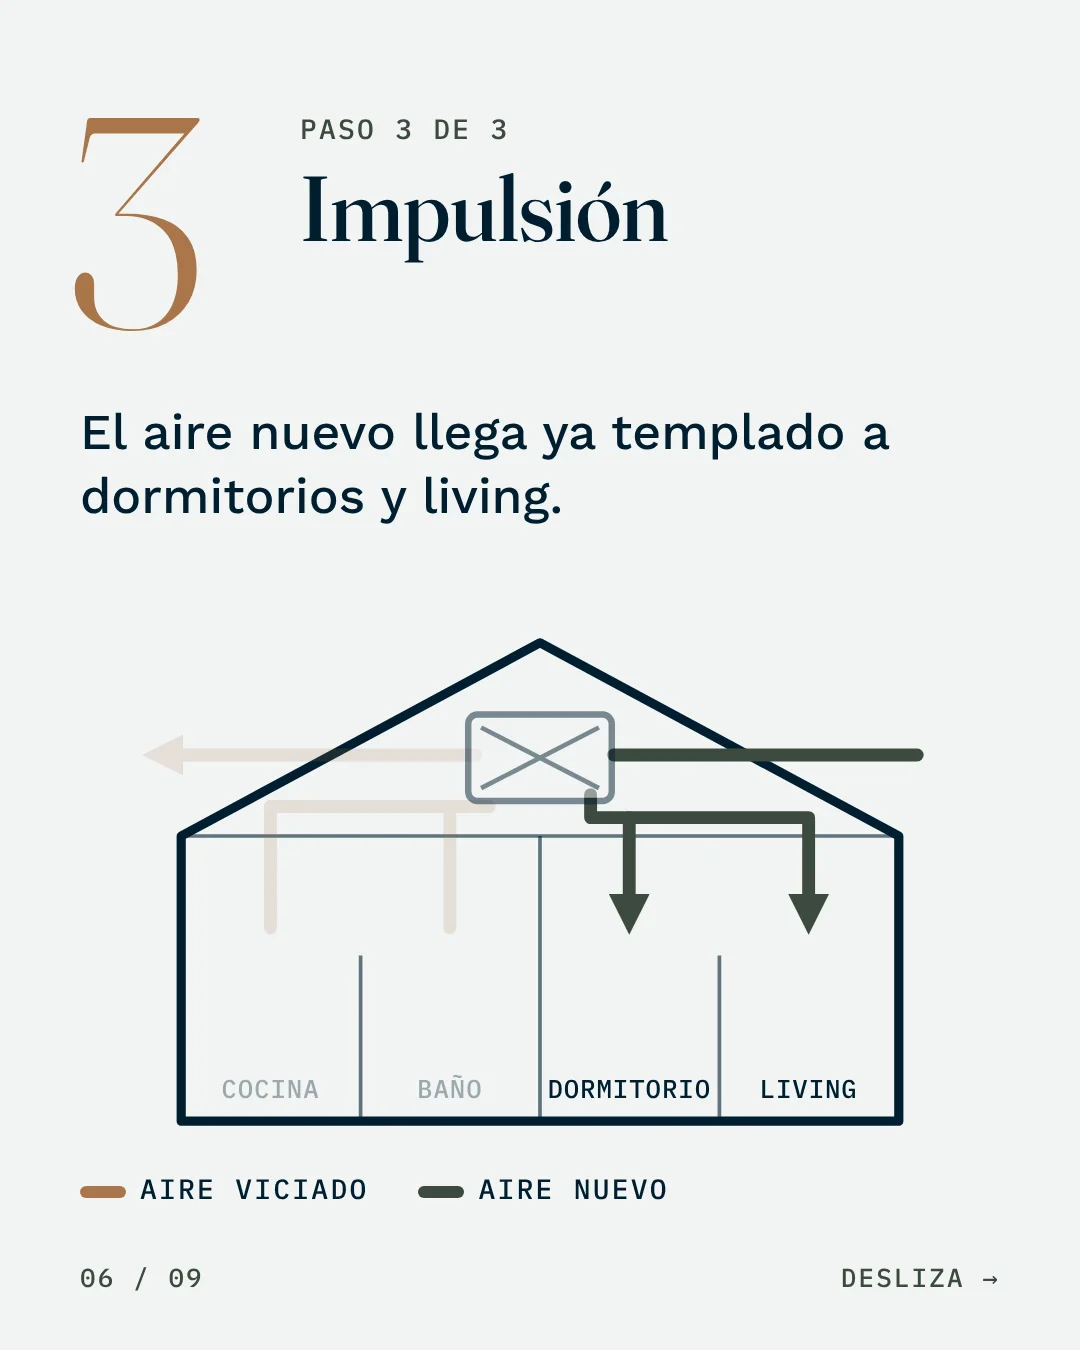 3
PASO 3 DE 3
Impulsión
El aire nuevo llega ya templado a
dormitorios y living.
COCINA BAÑO DORMITORIO LIVING
AIRE VICIADO AIRE NUEVO
06 / 09 DESLIZA →